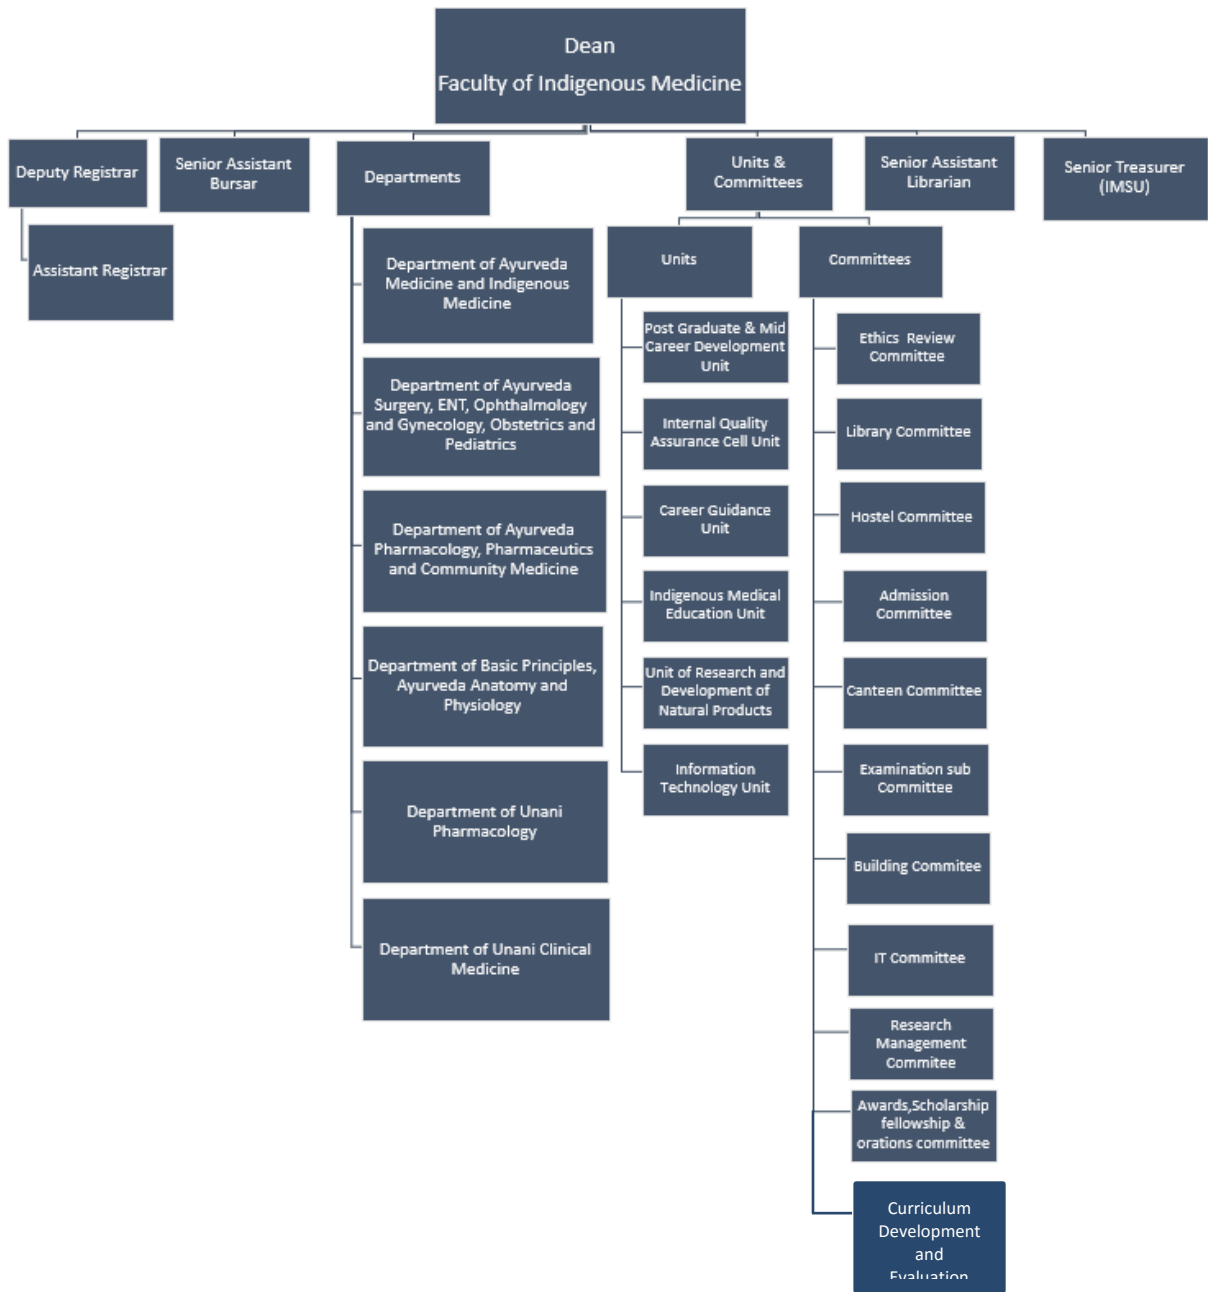 Dean
Faculty of Indigenous Medicine
Deputy Registrar
Senior Assistant
Bursar
Departments
Units &
Committees
Senior Assistant
Librarian
Senior Treasurer
(IMSU)
Assistant Registrar
Department of Ayurveda
Medicine and Indigenous
Medicine
Department of Ayurveda
Surgery, ENT, Ophthalmology
and Gynecology, Obstetrics and
Pediatrics
Department of Ayurveda
Pharmacology, Pharmaceutics
and Community Medicine
Department of Basic Principles,
Ayurveda Anatomy and
Physiology
Department of Unani
Pharmacology
Department of Unani Clinical
Medicine
Units
Post Graduate & Mid
Career Development
Unit
Internal Quality
Assurance Cell Unit
Career Guidance
Unit
Indigenous Medical
Education Unit
Unit of Research and
Development of
Natural Products
Information
Technology Unit
Committees
Ethics Review
Committee
Library Committee
Hostel Committee
Admission
Committee
Canteen Committee
Examination sub
Committee
Building Commitee
IT Committee
Research
Management
Commitee
Awards,Scholarship
fellowship &
orations committee
Curriculum
Development
and
Evaluation